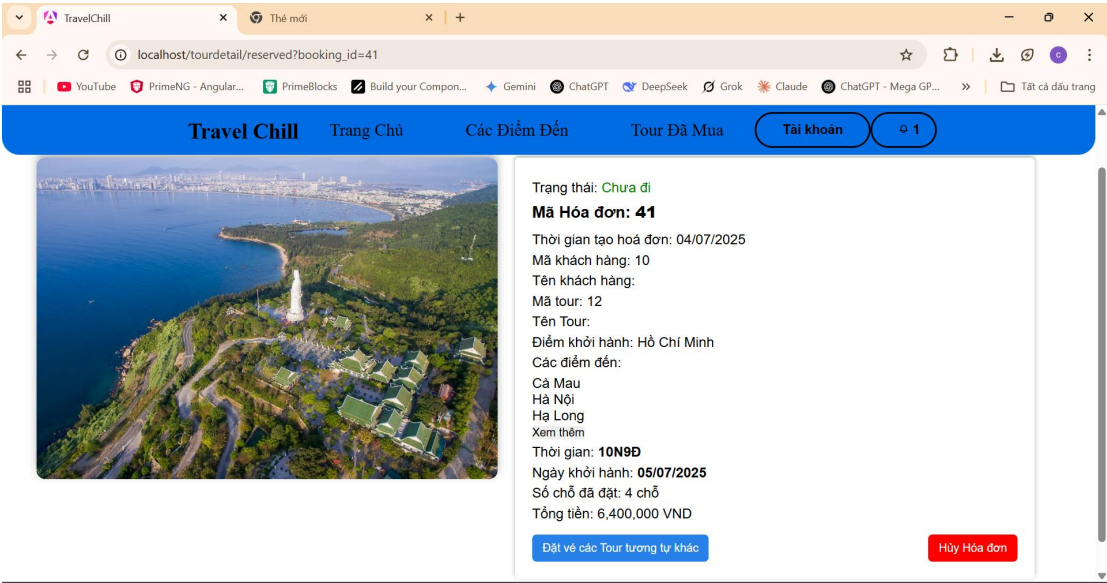 TravelChill
Thẻ mới
localhost/tourdetail/reserved?booking_id=41
c
YouTube PrimeNG - Angular... PrimeBlocks Build your Compon... Gemini ChatGPT DeepSeek Grok Claude ChatGPT - Mega GP... Tất cả dấu trang
Travel Chill Trang Chủ Các Điểm Đến Tour Đã Mua Tài khoản 1
Trạng thái: Chưa đi
Mã Hóa đơn: 41
Thời gian tạo hoá đơn: 04/07/2025
Mã khách hàng: 10
Tên khách hàng:
Mã tour: 12
Tên Tour:
Điểm khởi hành: Hồ Chí Minh
Các điểm đến:
Cà Mau
Hà Nội
Hạ Long
Xem thêm
Thời gian: 10N9Đ
Ngày khởi hành: 05/07/2025
Số chỗ đã đặt: 4 chỗ
Tổng tiền: 6,400,000 VND
Đặt vé các Tour tương tự khác Hủy Hóa đơn